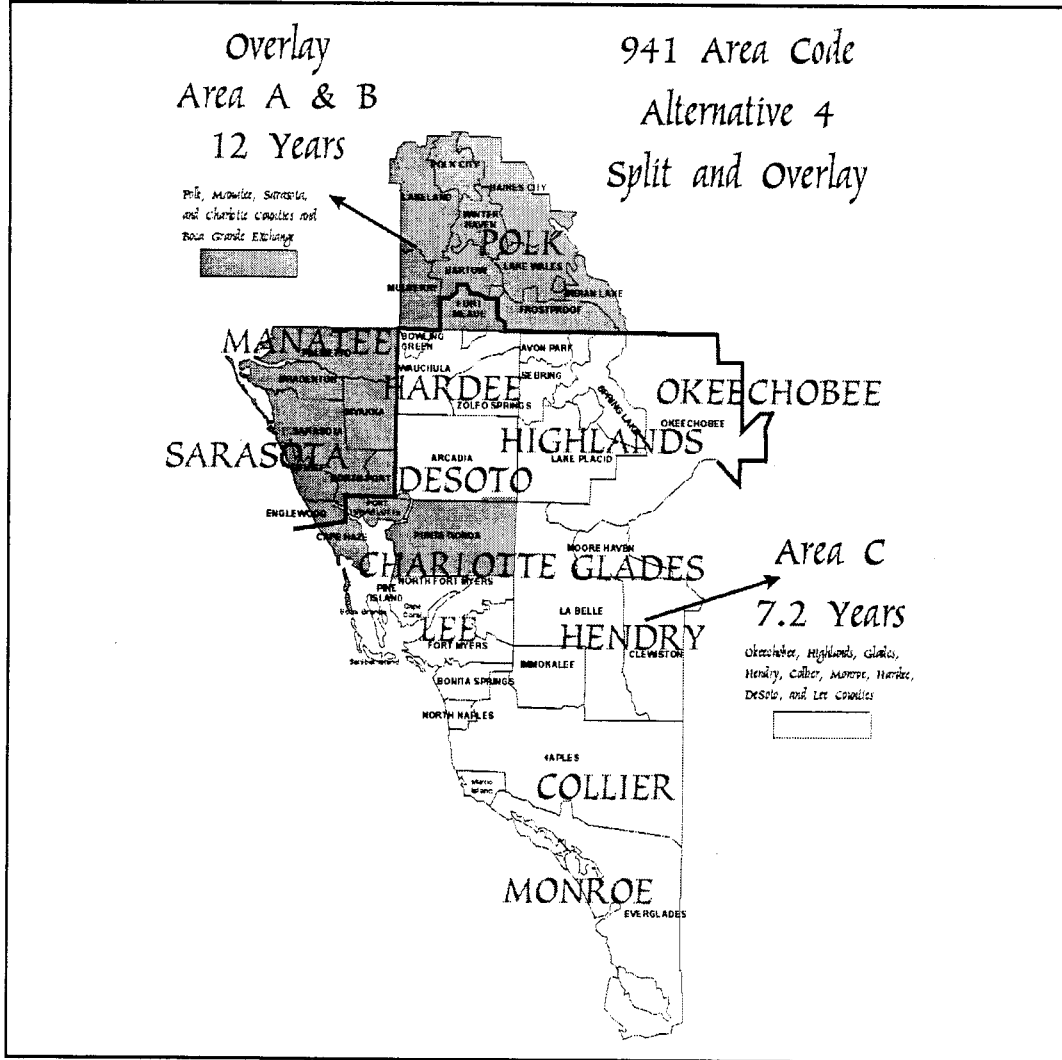 Overlay
Area A & B
12 Years
Polk, Manatee, Sarasota,
and Charlotte Counties and
Boca Grande Exchange
941 Area Code
Alternative 4
Split and Overlay
POLK CITY
HAINES CITY
LAKELAND
WINTER
HAVEN
POLK
BARTOW
LAKE WALES
MULBERRY
INDIAN LAKE
FORT
MEADE
FROSTPROOF
MANATEE
PALMETTO
BOWLING
GREEN
AVON PARK
WAUCHULA
SEBRING
BRADENTON
HARDEE
SPRING LAKE
OKEECHOBEE
ZOLFO SPRINGS
MYAKKA
OKEECHOBEE
SARASOTA
HIGHLANDS
SARASOTA
ARCADIA
LAKE PLACID
NORTH PORT
DESOTO
ENGLEWOOD
PORT
CHARLOTTE
CAPE HAZE
PUNTA GORDA
MOORE HAVEN
CHARLOTTE
GLADES
NORTH FORT MYERS
PINE
ISLAND
Boca Grande
Cape
Coral
LA BELLE
LEE
HENDRY
FORT MYERS
CLEWISTON
Sanibel Island
IMMOKALEE
BONITA SPRINGS
NORTH NAPLES
NAPLES
Marco
Island
COLLIER
MONROE
EVERGLADES
Area C
7.2 Years
Okeechobee, Highlands, Glades,
Hendry, Collier, Monroe, Hardee,
DeSoto, and Lee Counties